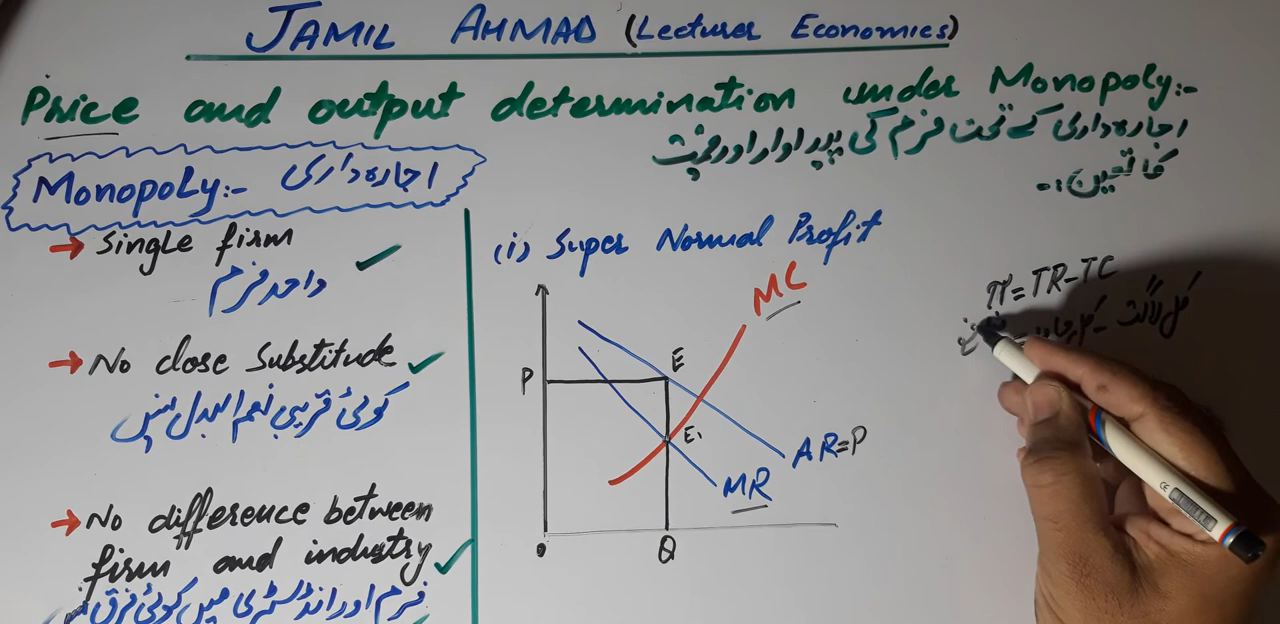 JAMIL AHMAD (Lecturer Economics)
Price and output determination under Monopoly:-
اجارہ داری کے تحت فرم کی پیداوار اور قیمت
کا تعین:۔
Monopoly:- اجارہ داری
→ Single firm ✓
واحد فرم
→ No close Substitute ✓
کوئی قریبی نعم البدل نہیں
→ No difference between
firm and industry ✓
فرم اور انڈسٹری میں کوئی فرق
(i) Super Normal Profit
MC
P
E
E₁
AR=P
MR
0
Q
π=TR-TC
کل لاگت -